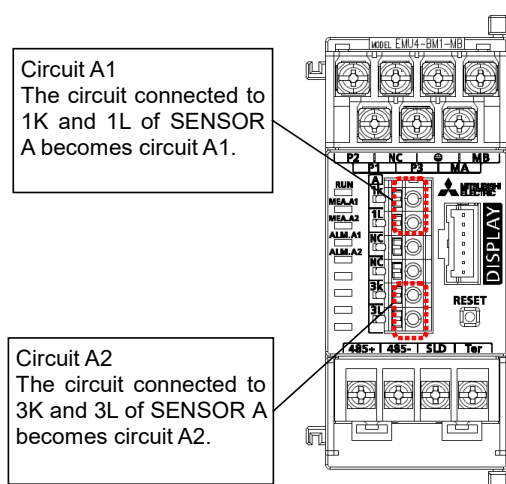 Circuit A1
The circuit connected to
1K and 1L of SENSOR
A becomes circuit A1.
Circuit A2
The circuit connected to
3K and 3L of SENSOR A
becomes circuit A2.
MODEL EMU4-BM1-MB
P2 NC MB
P1 P3 MA
RUN
MEA.A1
MEA.A2
ALM.A1
ALM.A2
A
1k
1L
NC
NC
3k
3L
MITSUBISHI
ELECTRIC
DISPLAY
RESET
485+ 485- SLD Ter